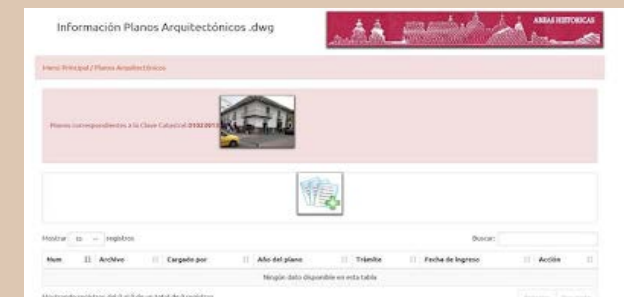 Información Planos Arquitectónicos .dwg
AREAS HISTORICAS
Menú Principal / Planos Arquitectónicos
Planos correspondientes a la Clave Catastral
Mostrar 10 registros
Buscar:
Num Archivo Cargado por Año del plano Trámite Fecha de Ingreso Acción
Ningún dato disponible en esta tabla